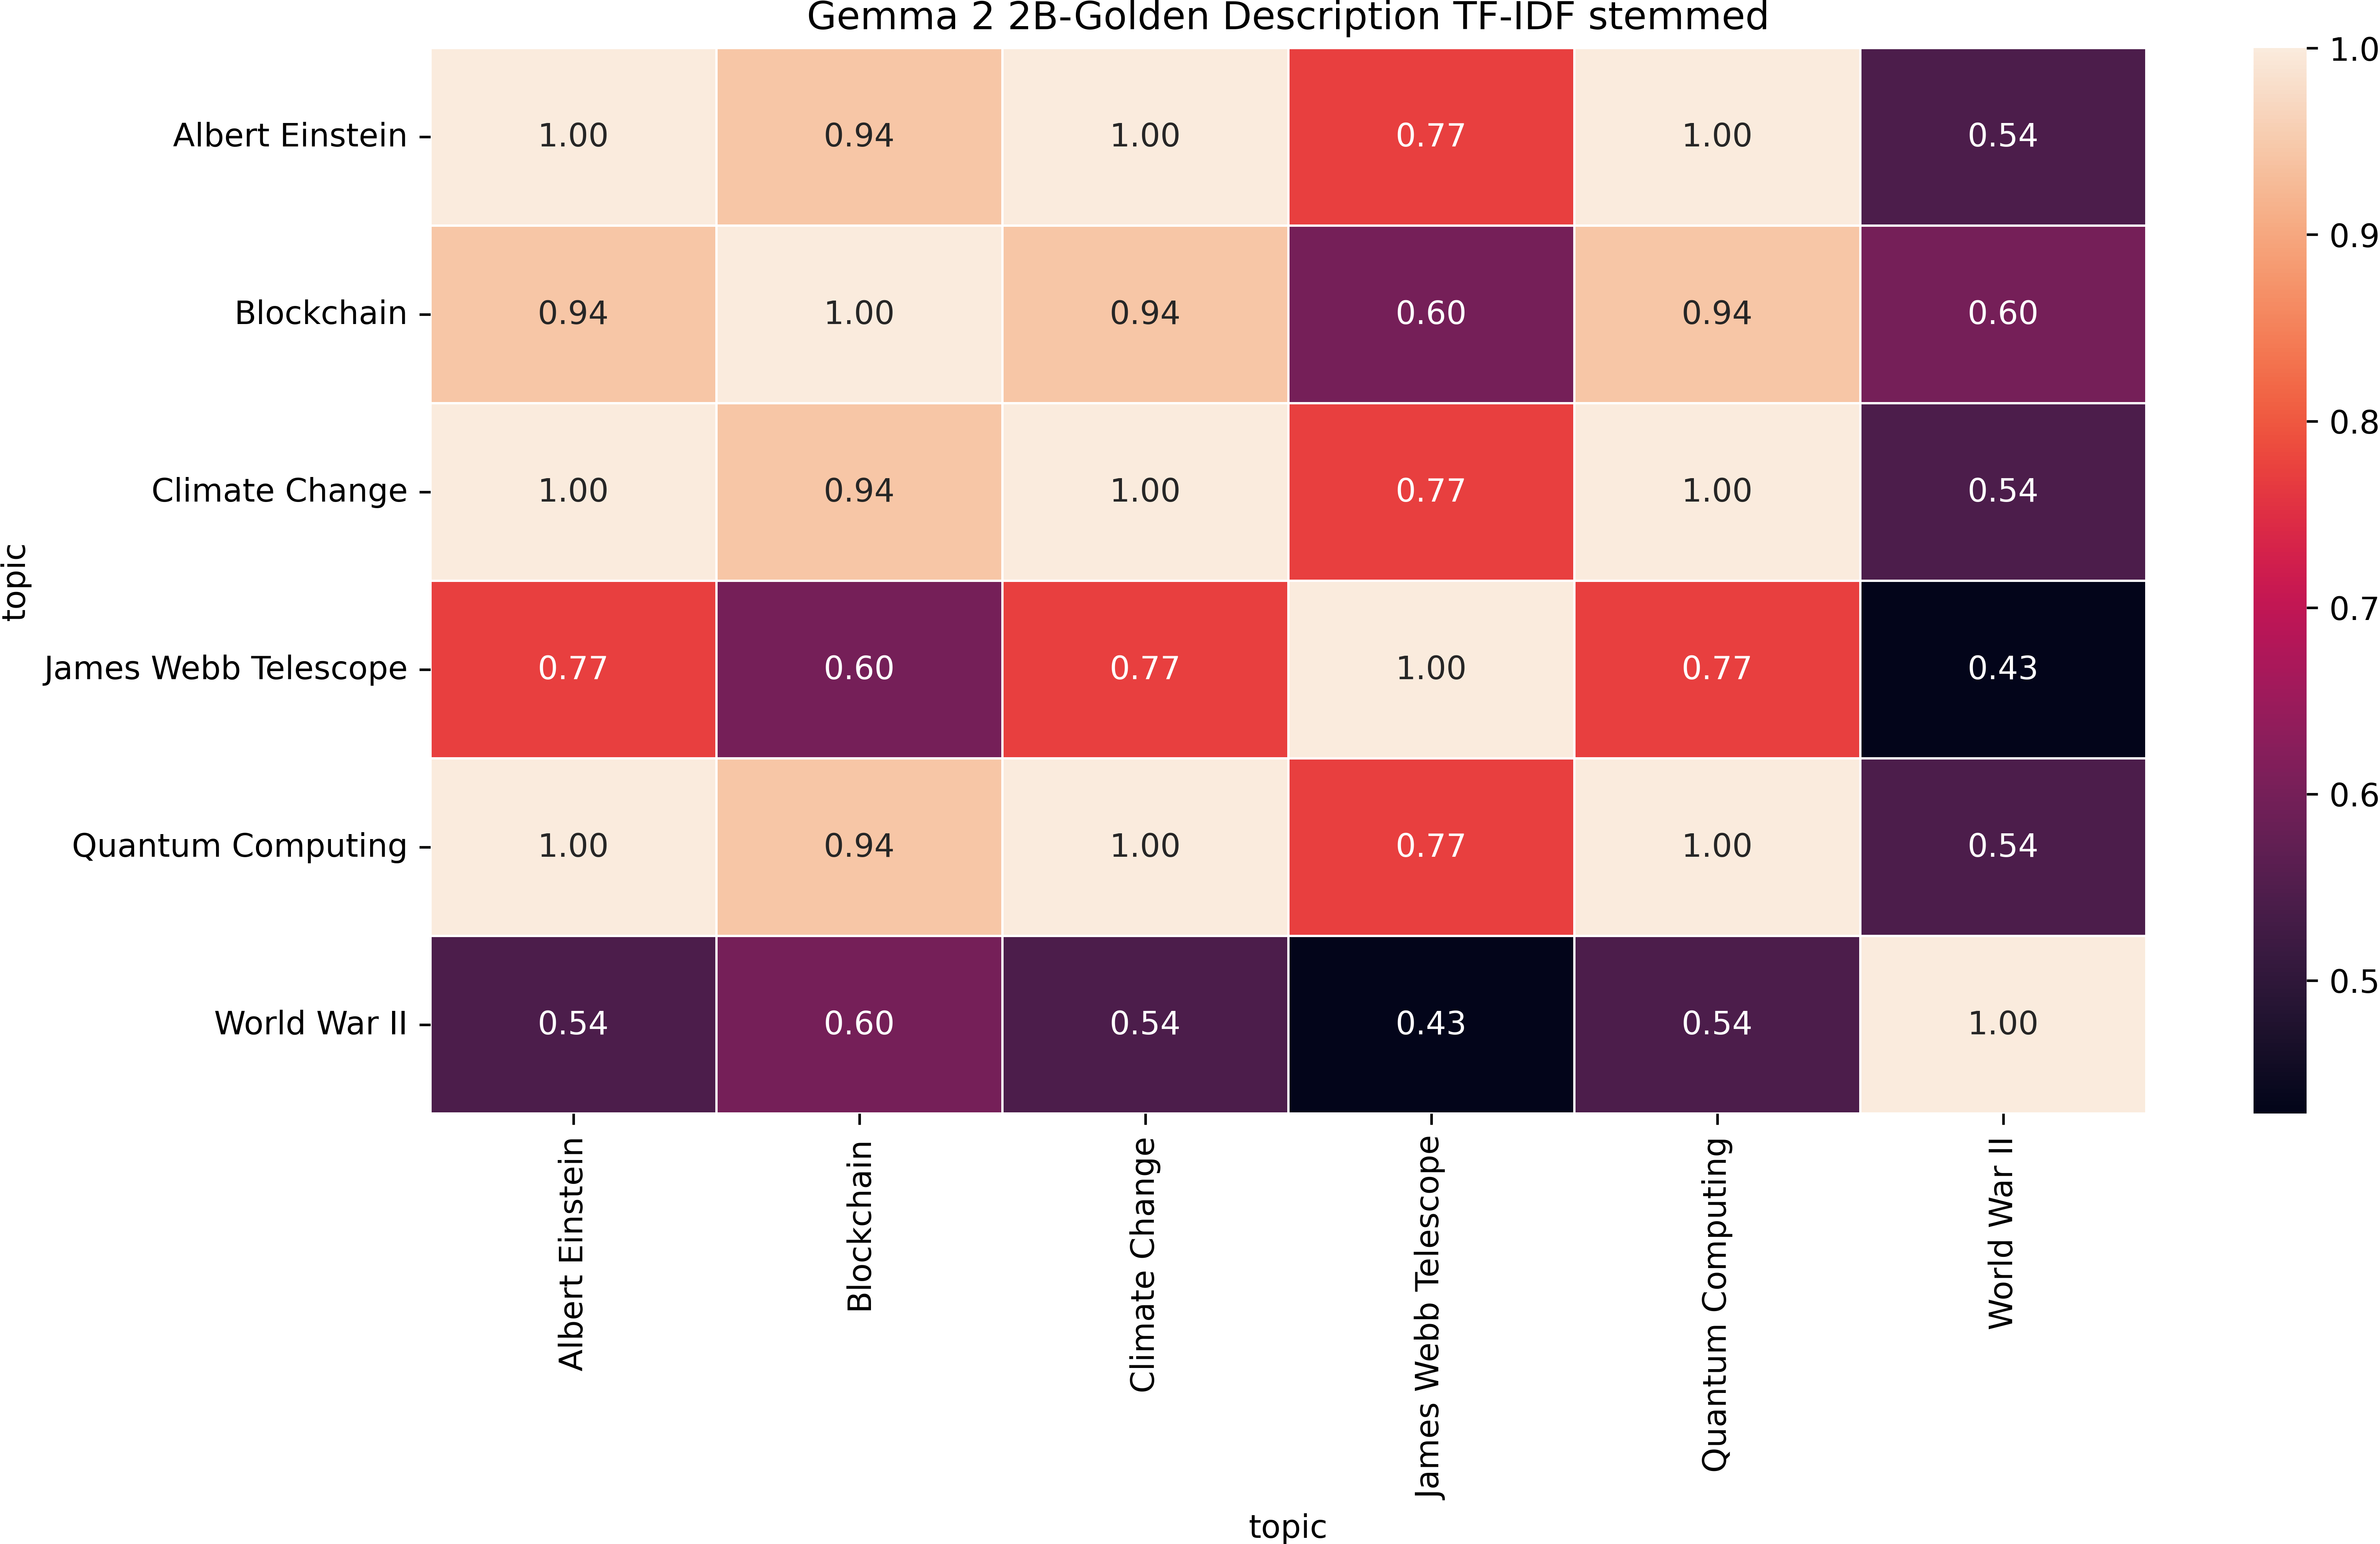 Gemma 2 2B-Golden Description TF-IDF stemmed
Albert Einstein 1.00 0.94 1.00 0.77 1.00 0.54
Blockchain 0.94 1.00 0.94 0.60 0.94 0.60
Climate Change 1.00 0.94 1.00 0.77 1.00 0.54
James Webb Telescope 0.77 0.60 0.77 1.00 0.77 0.43
Quantum Computing 1.00 0.94 1.00 0.77 1.00 0.54
World War II 0.54 0.60 0.54 0.43 0.54 1.00
topic
Albert Einstein
Blockchain
Climate Change
James Webb Telescope
Quantum Computing
World War II
topic
1.0
0.9
0.8
0.7
0.6
0.5